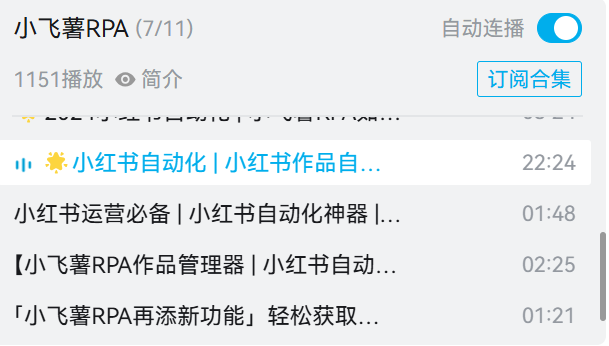 小飞薯RPA (7/11) 自动连播
1151播放 简介 订阅合集
小红书自动化 | 小红书作品自... 22:24
小红书运营必备 | 小红书自动化神器 |... 01:48
【小飞薯RPA作品管理器 | 小红书自动... 02:25
「小飞薯RPA再添新功能」轻松获取... 01:21